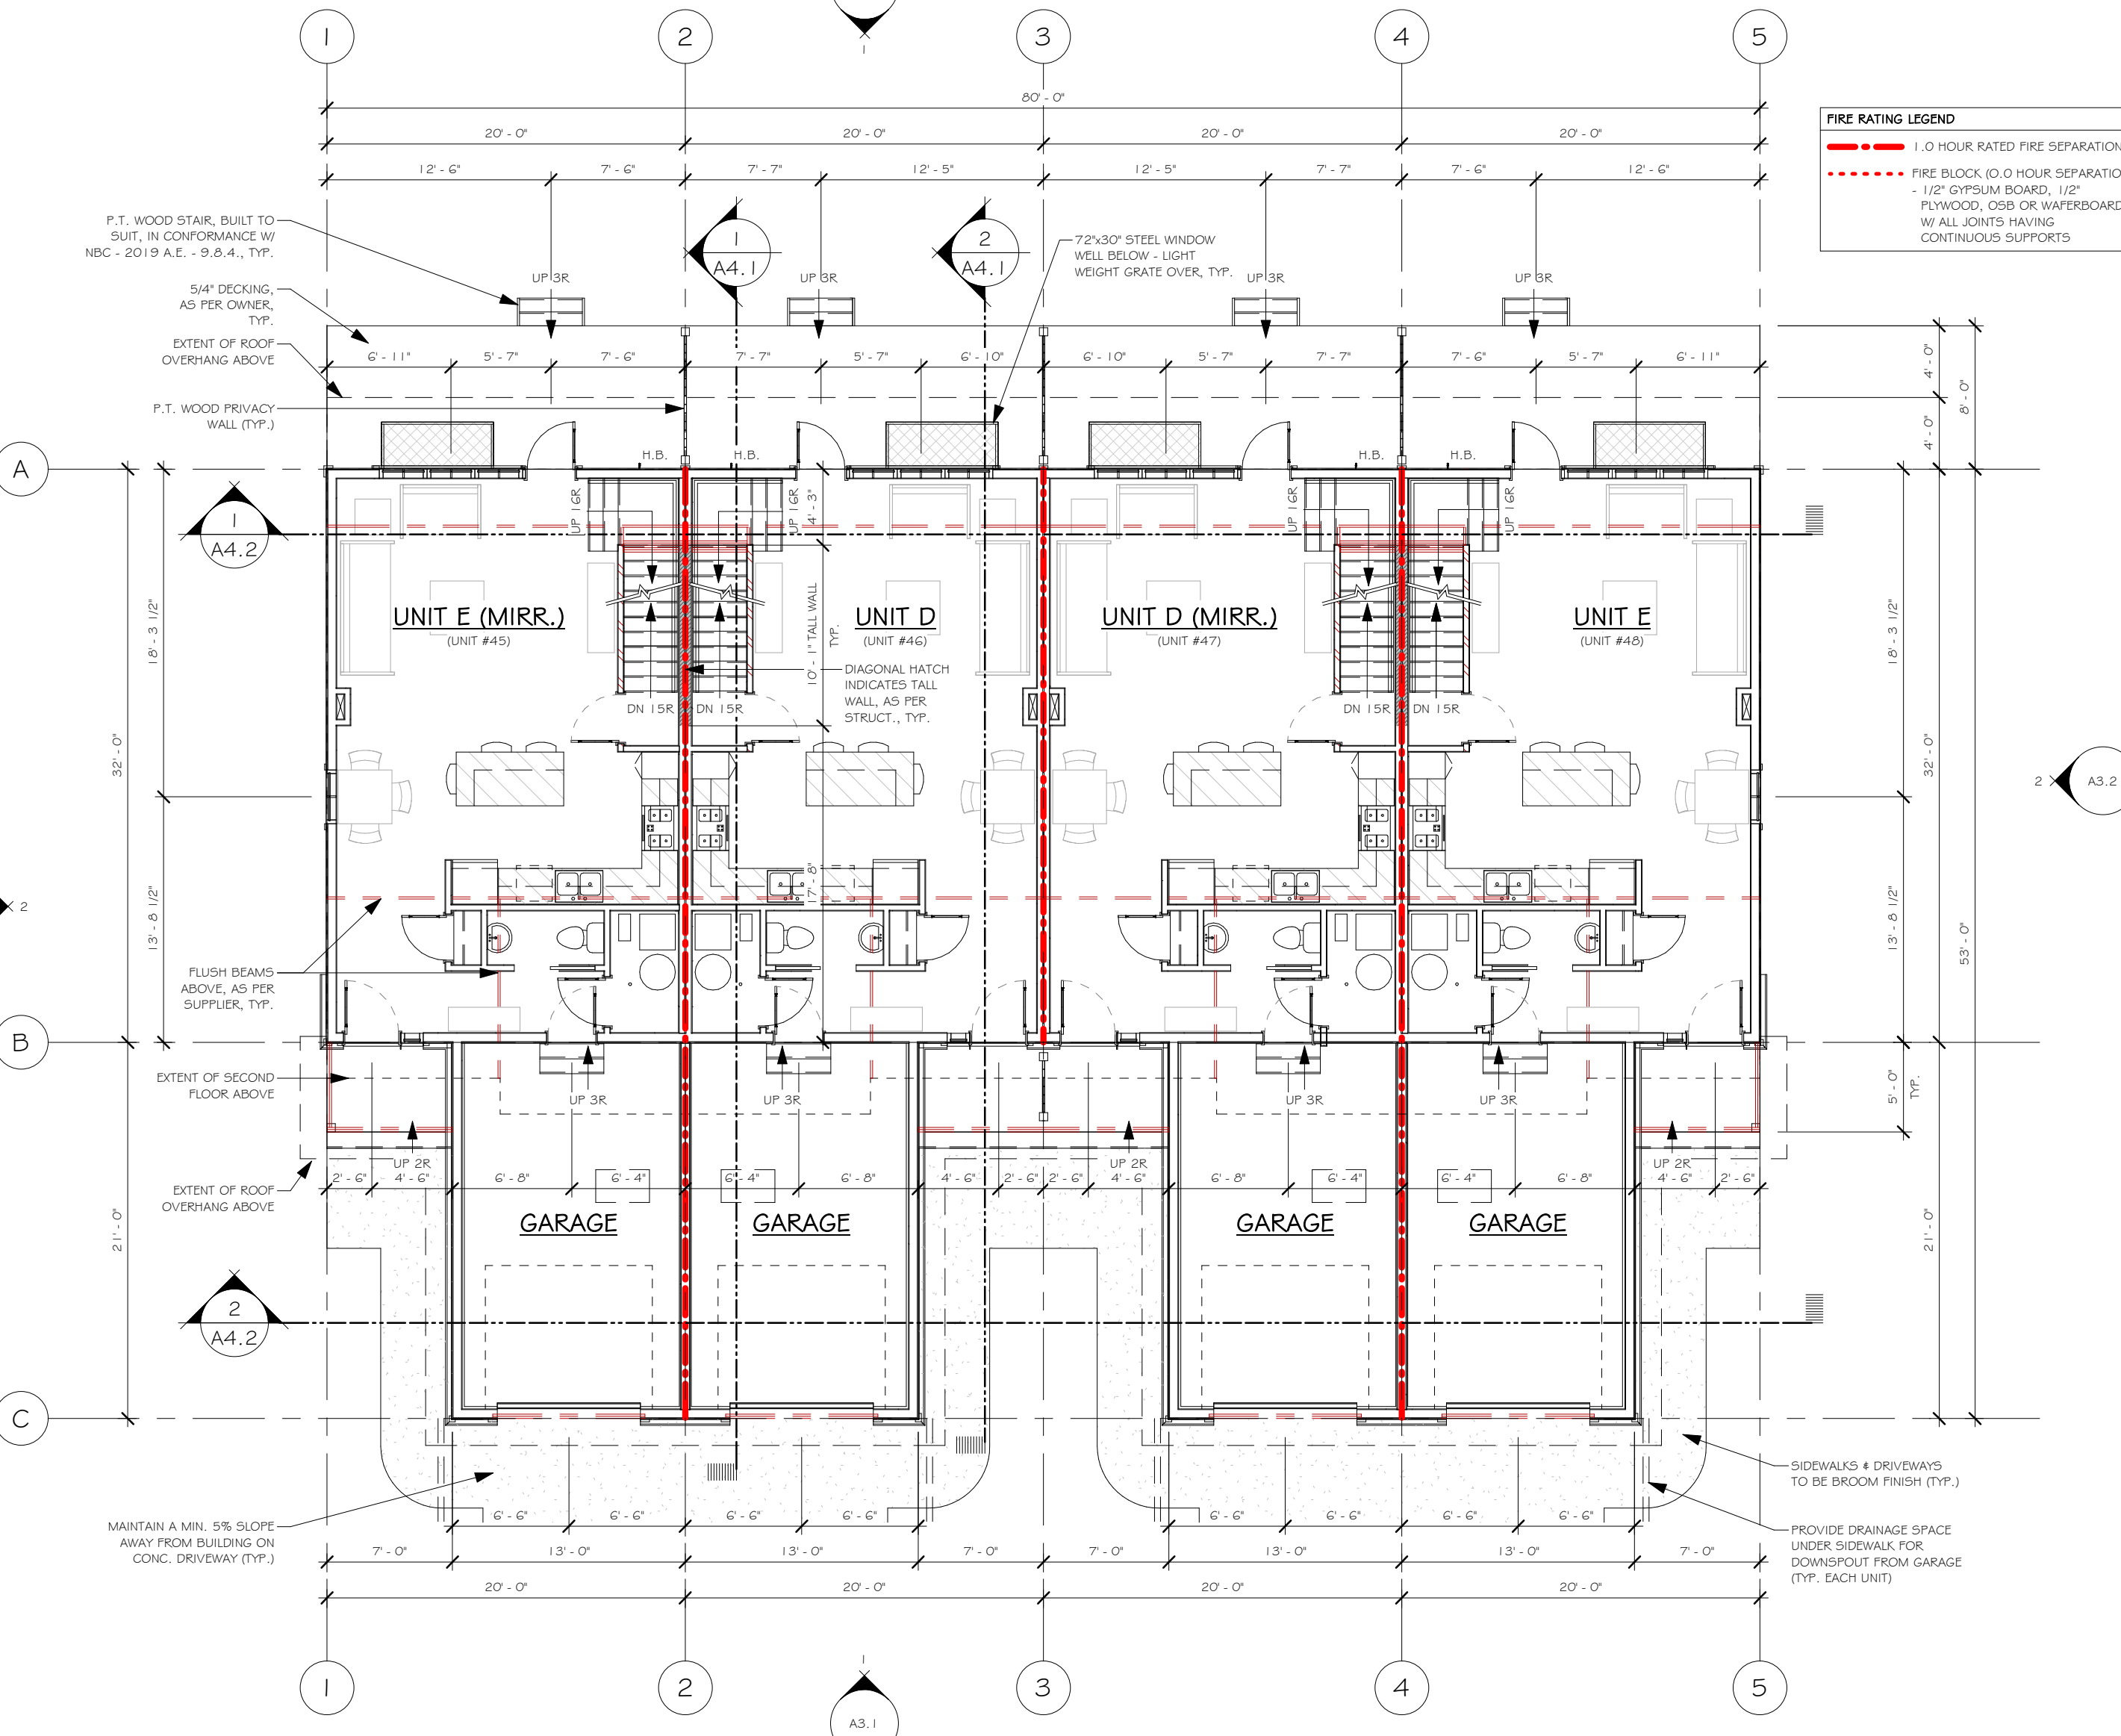 1
2
3
4
5
1
80' - 0"
20' - 0"
20' - 0"
20' - 0"
20' - 0"
12' - 6"
7' - 6"
7' - 7"
12' - 5"
12' - 5"
7' - 7"
7' - 6"
12' - 6"
FIRE RATING LEGEND
1.0 HOUR RATED FIRE SEPARATION
FIRE BLOCK (0.0 HOUR SEPARATIO
- 1/2" GYPSUM BOARD, 1/2"
PLYWOOD, OSB OR WAFERBOARD
W/ ALL JOINTS HAVING
CONTINUOUS SUPPORTS
P.T. WOOD STAIR, BUILT TO
SUIT, IN CONFORMANCE W/
NBC - 2019 A.E. - 9.8.4., TYP.
1
A4.1
2
A4.1
72"x30" STEEL WINDOW
WELL BELOW - LIGHT
WEIGHT GRATE OVER, TYP.
UP 3R
UP 3R
UP 3R
UP 3R
5/4" DECKING,
AS PER OWNER,
TYP.
EXTENT OF ROOF
OVERHANG ABOVE
6' - 11"
5' - 7"
7' - 6"
7' - 7"
5' - 7"
6' - 10"
6' - 10"
5' - 7"
7' - 7"
7' - 6"
5' - 7"
6' - 11"
4' - 0"
4' - 0"
8' - 0"
P.T. WOOD PRIVACY
WALL (TYP.)
H.B.
H.B.
H.B.
H.B.
A
UP 16R
UP 16R
4' - 3"
UP 16R
UP 16R
1
A4.2
UNIT E (MIRR.)
(UNIT #45)
UNIT D
(UNIT #46)
UNIT D (MIRR.)
(UNIT #47)
UNIT E
(UNIT #48)
10' - 1" TALL WALL
TYP.
18' - 3 1/2"
18' - 3 1/2"
DIAGONAL HATCH
INDICATES TALL
WALL, AS PER
STRUCT., TYP.
DN 15R
DN 15R
DN 15R
DN 15R
32' - 0"
32' - 0"
2
A3.2
17' - 8"
2
13' - 8 1/2"
13' - 8 1/2"
53' - 0"
FLUSH BEAMS
ABOVE, AS PER
SUPPLIER, TYP.
B
EXTENT OF SECOND
FLOOR ABOVE
UP 3R
UP 3R
UP 3R
UP 3R
5' - 0"
TYP.
UP 2R
UP 2R
UP 2R
2' - 6"
4' - 6"
6' - 8"
6' - 4"
6' - 4"
6' - 8"
4' - 6"
2' - 6"
2' - 6"
4' - 6"
6' - 8"
6' - 4"
6' - 4"
6' - 8"
4' - 6"
2' - 6"
EXTENT OF ROOF
OVERHANG ABOVE
GARAGE
GARAGE
GARAGE
GARAGE
21' - 0"
21' - 0"
2
A4.2
C
SIDEWALKS & DRIVEWAYS
TO BE BROOM FINISH (TYP.)
MAINTAIN A MIN. 5% SLOPE
AWAY FROM BUILDING ON
CONC. DRIVEWAY (TYP.)
6' - 6"
6' - 6"
6' - 6"
6' - 6"
6' - 6"
6' - 6"
6' - 6"
6' - 6"
PROVIDE DRAINAGE SPACE
UNDER SIDEWALK FOR
DOWNSPOUT FROM GARAGE
(TYP. EACH UNIT)
7' - 0"
13' - 0"
13' - 0"
7' - 0"
7' - 0"
13' - 0"
13' - 0"
7' - 0"
20' - 0"
20' - 0"
20' - 0"
20' - 0"
1
2
3
4
5
1
A3.1